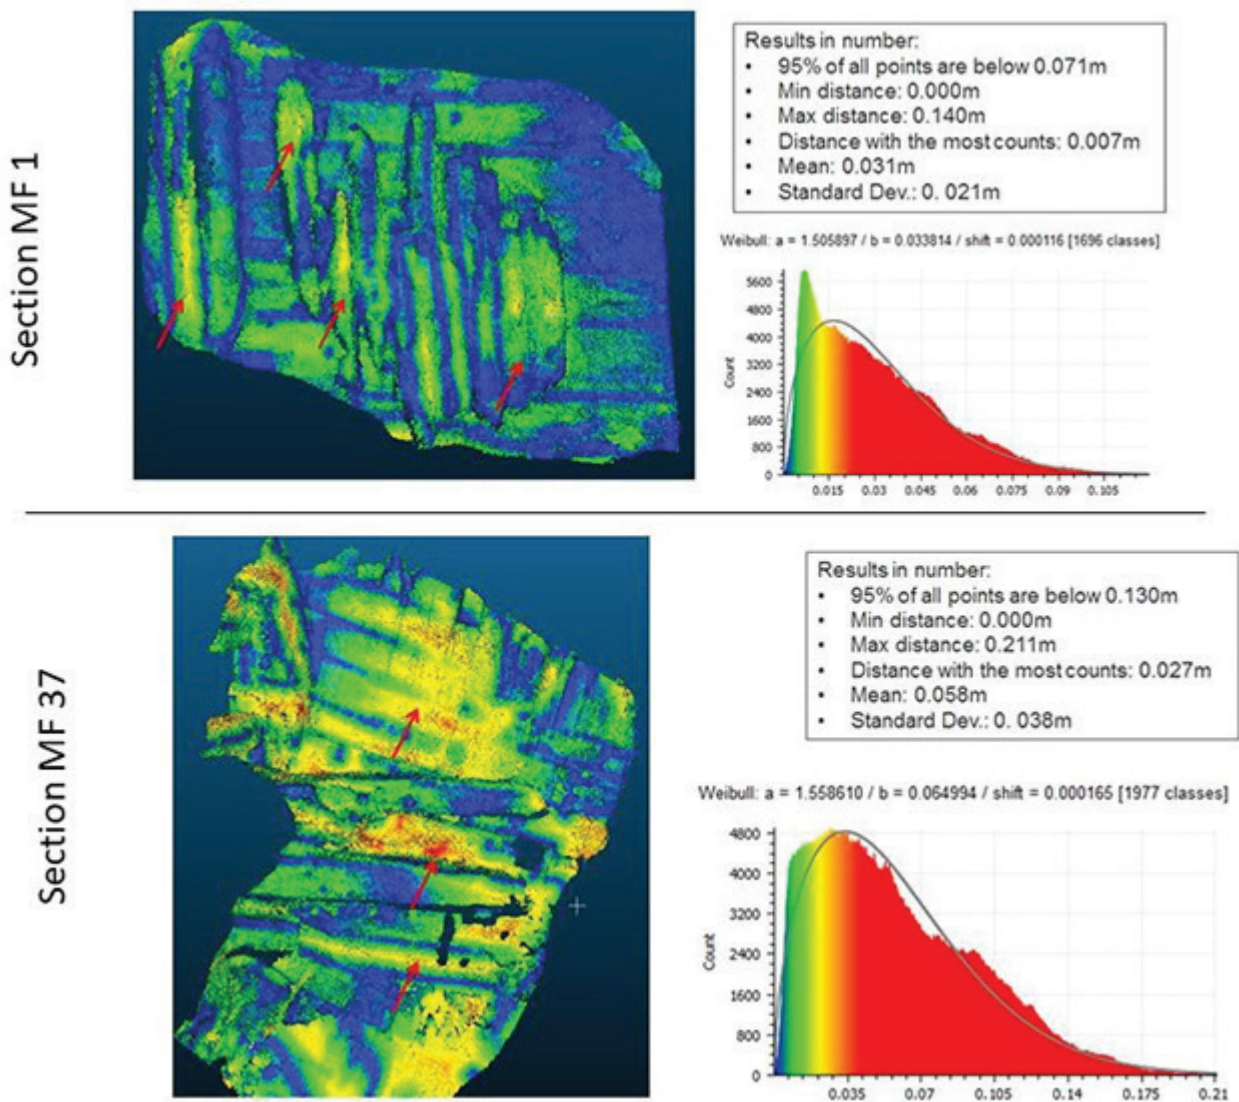 Section MF 1
Results in number:
• 95% of all points are below 0.071m
• Min distance: 0.000m
• Max distance: 0.140m
• Distance with the most counts: 0.007m
• Mean: 0.031m
• Standard Dev.: 0. 021m
Weibull: a = 1.505897 / b = 0.033814 / shift = 0.000116 [1696 classes]
5600
4800
4000
3200
2400
1600
800
0
Count
0.015 0.03 0.045 0.06 0.075 0.09 0.105
Section MF 37
Results in number:
• 95% of all points are below 0.130m
• Min distance: 0.000m
• Max distance: 0.211m
• Distance with the most counts: 0.027m
• Mean: 0.058m
• Standard Dev.: 0. 038m
Weibull: a = 1.558610 / b = 0.064994 / shift = 0.000165 [1977 classes]
4800
4000
3200
2400
1600
800
0
Count
0.035 0.07 0.105 0.14 0.175 0.21